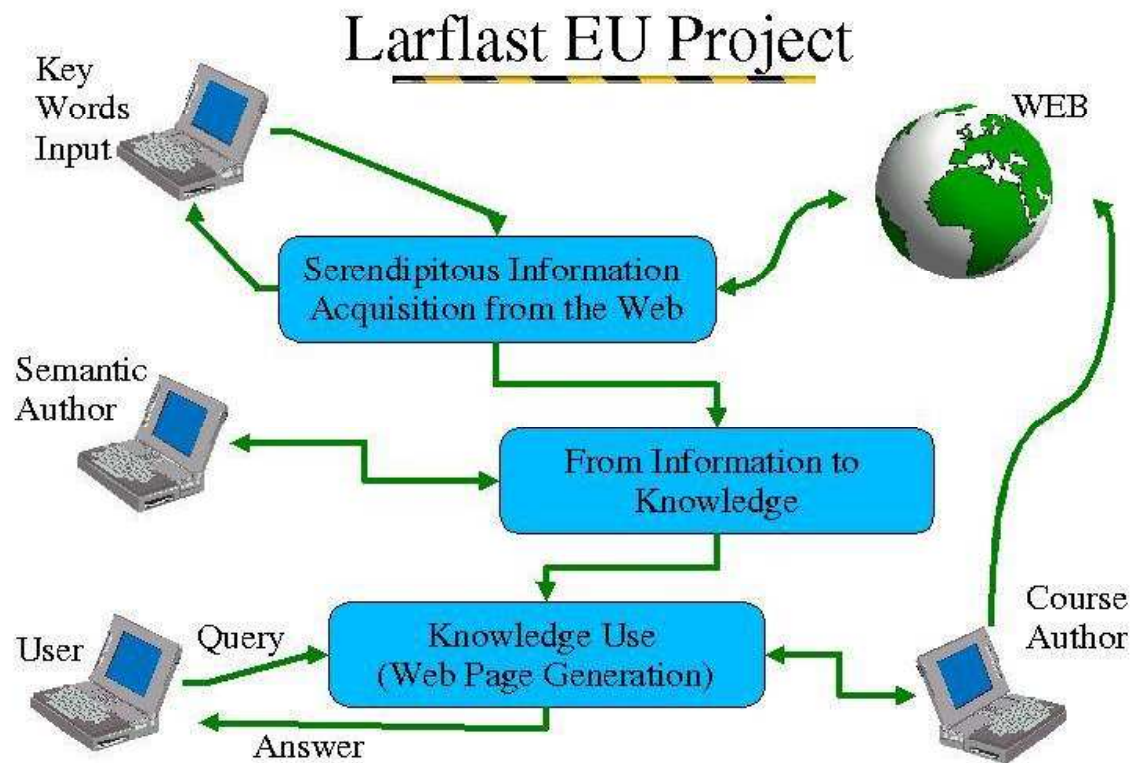 Larflast EU Project
Key
Words
Input
WEB
Serendipitous Information
Acquisition from the Web
Semantic
Author
From Information to
Knowledge
Course
Author
User
Query
Knowledge Use
(Web Page Generation)
Answer